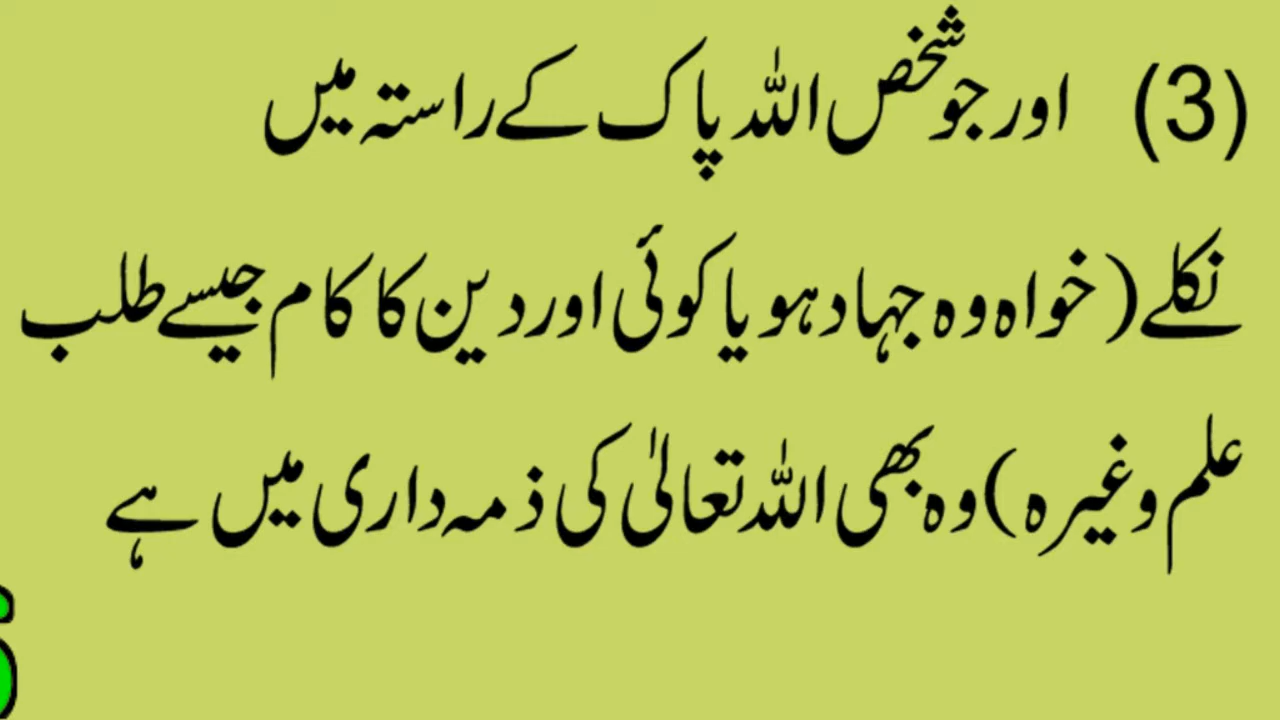 (3) اور جو شخص اللہ پاک کے راستہ میں
نکلے (خواہ وہ جہاد ہو یا کوئی اور دین کا کام جیسے طلب
علم وغیرہ) وہ بھی اللہ تعالیٰ کی ذمہ داری میں ہے